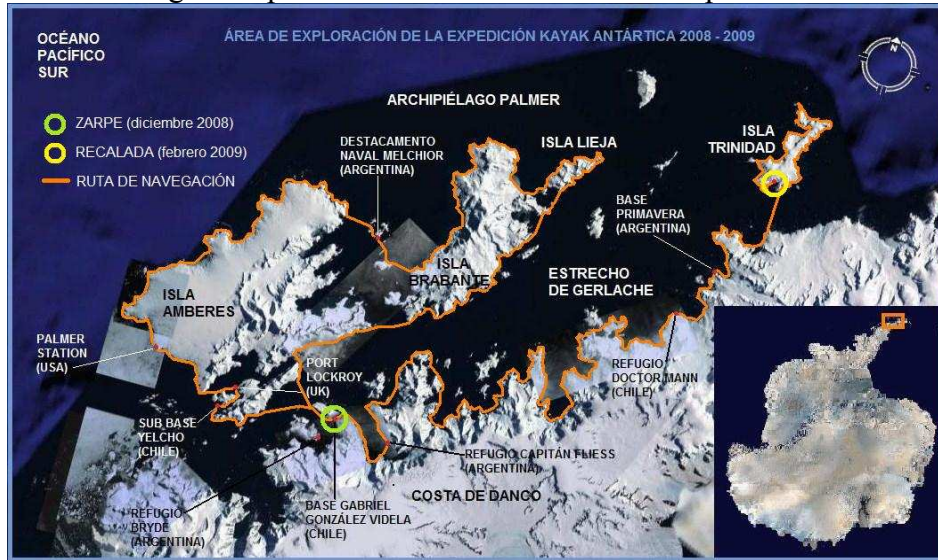 OCÉANO
PACÍFICO
SUR
ÁREA DE EXPLORACIÓN DE LA EXPEDICIÓN KAYAK ANTÁRTICA 2008 - 2009
N
ZARPE (diciembre 2008)
RECALADA (febrero 2009)
RUTA DE NAVEGACIÓN
ARCHIPIÉLAGO PALMER
DESTACAMENTO
NAVAL MELCHIOR
(ARGENTINA)
ISLA LIEJA
ISLA
TRINIDAD
BASE
PRIMAVERA
(ARGENTINA)
ISLA
BRABANTE
ESTRECHO
DE GERLACHE
ISLA
AMBERES
PALMER
STATION
(USA)
PORT
LOCKROY
(UK)
REFUGIO
DOCTOR MANN
(CHILE)
SUB BASE
YELCHO
(CHILE)
REFUGIO CAPITÁN FLIESS
(ARGENTINA)
COSTA DE DANCO
REFUGIO
BRYDE
(ARGENTINA)
BASE GABRIEL
GONZÁLEZ VIDELA
(CHILE)